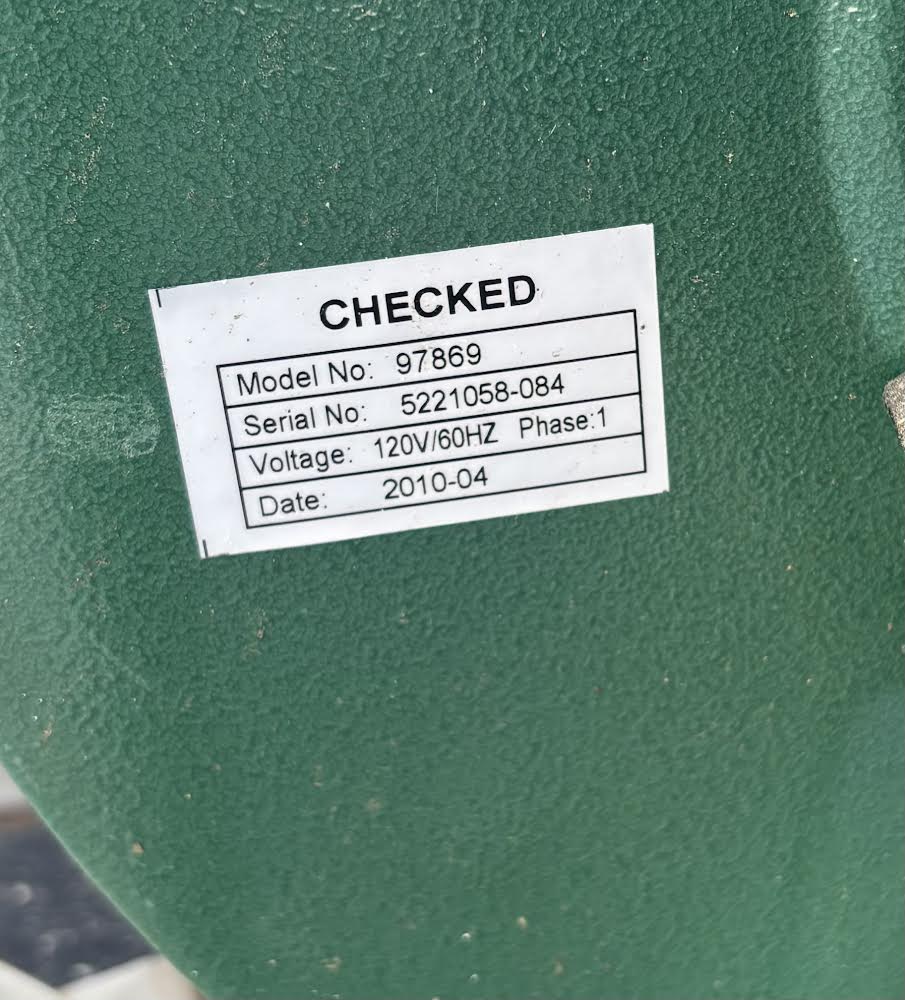 CHECKED
Model No: 97869
Serial No: 5221058-084
Voltage: 120V/60HZ Phase:1
Date: 2010-04